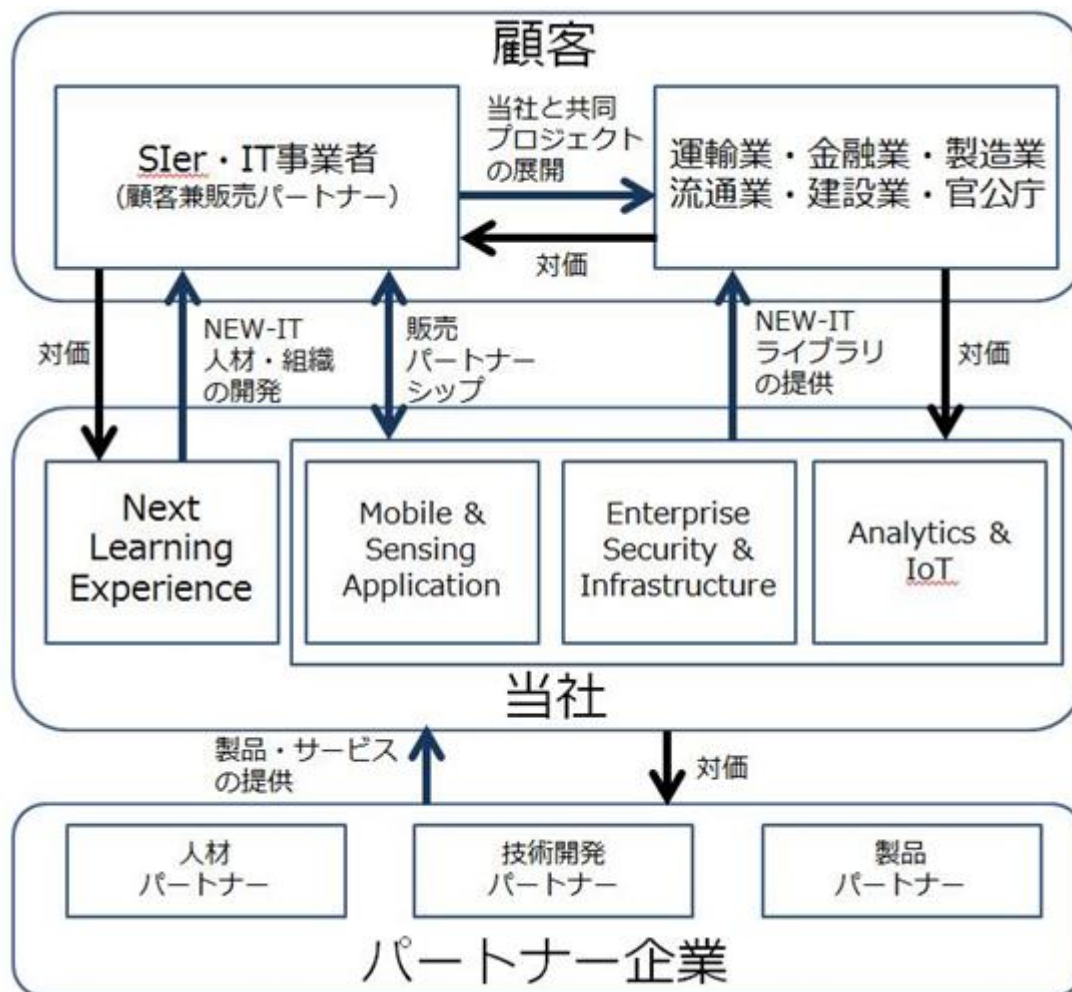 顧客
SIer・IT事業者
（顧客兼販売パートナー）
当社と共同
プロジェクト
の展開
運輸業・金融業・製造業
流通業・建設業・官公庁
対価
対価
NEW-IT
人材・組織
の開発
販売
パートナー
シップ
NEW-IT
ライブラリ
の提供
対価
Next
Learning
Experience
Mobile &
Sensing
Application
Enterprise
Security &
Infrastructure
Analytics &
IoT
当社
製品・サービス
の提供
対価
人材
パートナー
技術開発
パートナー
製品
パートナー
パートナー企業